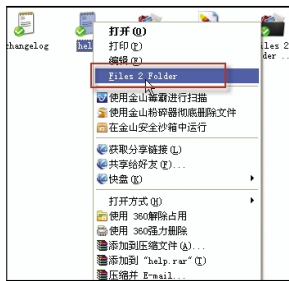 changelog
hel
iles 2
der ..
打开(O)
打印(P)
编辑(E)
Files 2 Folder
使用金山毒霸进行扫描
使用金山粉碎器彻底删除文件
在金山安全沙箱中运行
获取分享链接(L)
共享给好友(F)...
快盘(K)
打开方式(H)
使用 360解除占用
使用 360强力删除
添加到压缩文件(A)...
添加到 "help.rar"(T)
压缩并 E-mail...